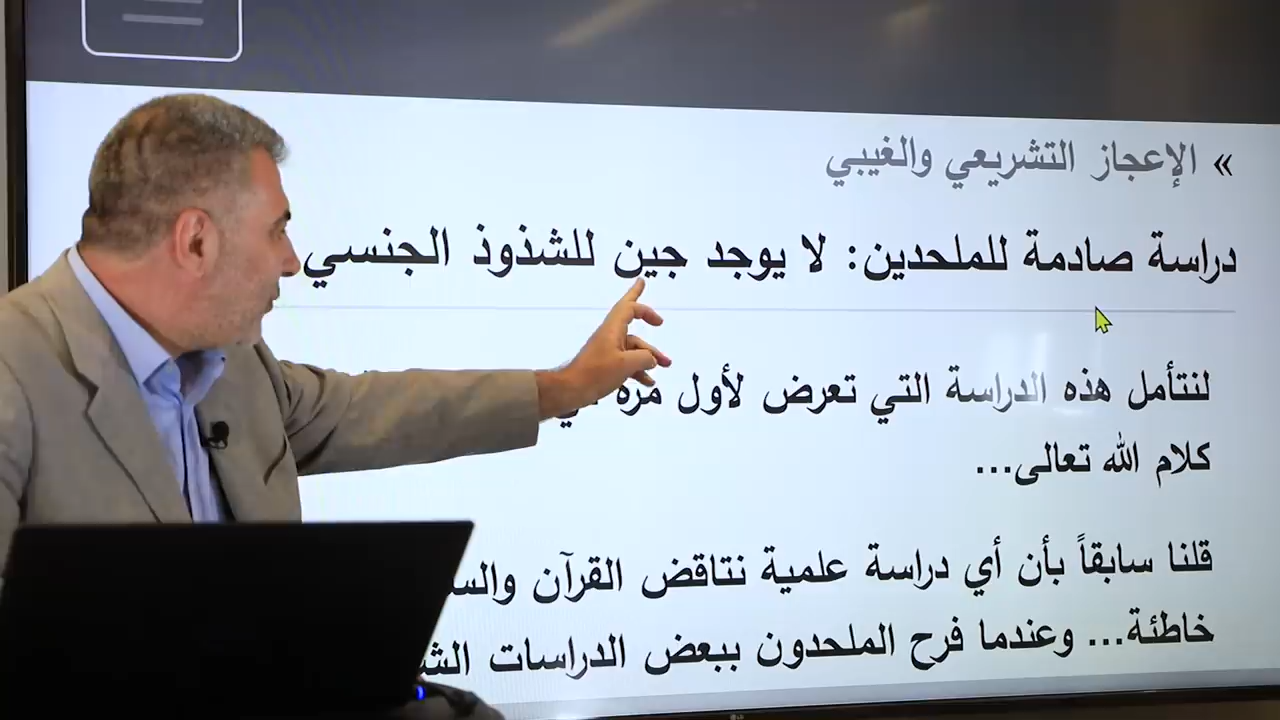 » الإعجاز التشريعي والغيبي
دراسة صادمة للملحدين: لا يوجد جين للشذوذ الجنسي
لنتأمل هذه الدراسة التي تعرض لأول مرة
كلام الله تعالى...
قلنا سابقاً بأن أي دراسة علمية نتاقض القرآن
خاطئة... وعندما فرح الملحدون ببعض الدراسات